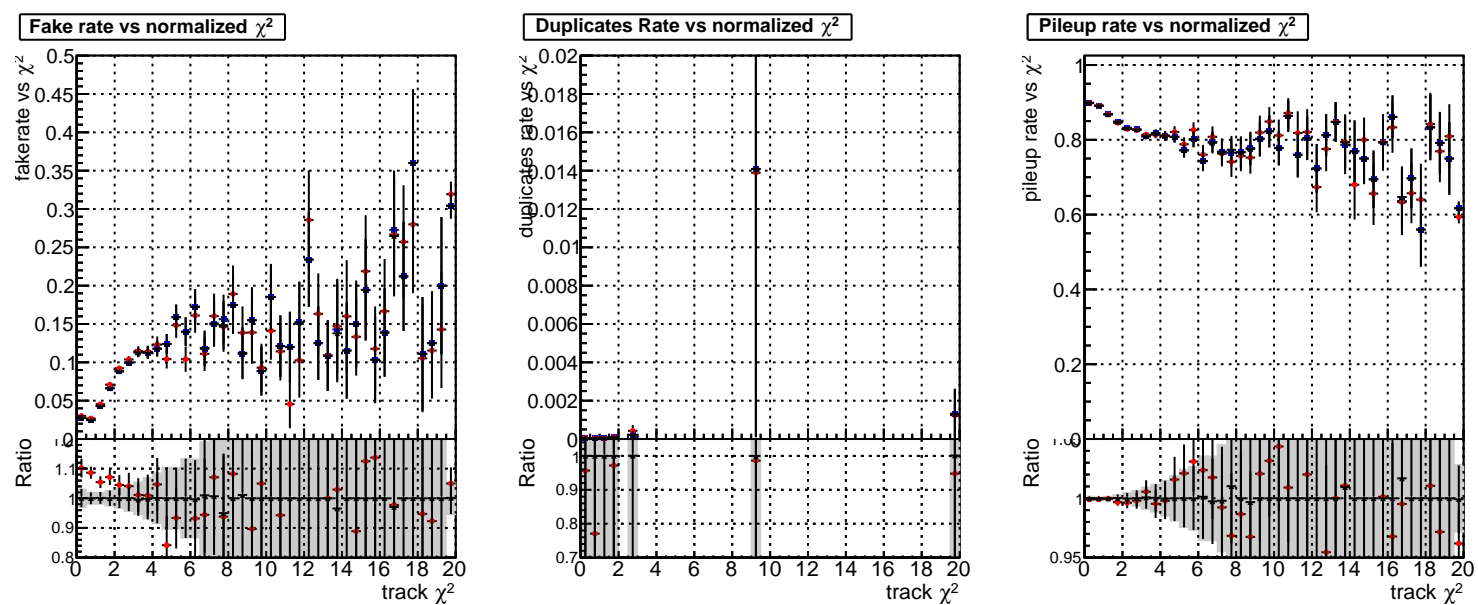 Fake rate vs normalized χ²
fakerate vs χ²
0.5
0.45
0.4
0.35
0.3
0.25
0.2
0.15
0.1
0.05
0
Ratio
1.1
1
0.9
0.8
0 2 4 6 8 10 12 14 16 18 20
track χ²
Duplicates Rate vs normalized χ²
duplicates rate vs χ²
0.02
0.018
0.016
0.014
0.012
0.01
0.008
0.006
0.004
0.002
0
Ratio
1
0.9
0.8
0.7
0 2 4 6 8 10 12 14 16 18 20
track χ²
Pileup rate vs normalized χ²
pileup rate vs χ²
1
0.8
0.6
0.4
0.2
0
Ratio
1
0.95
0 2 4 6 8 10 12 14 16 18 20
track χ²